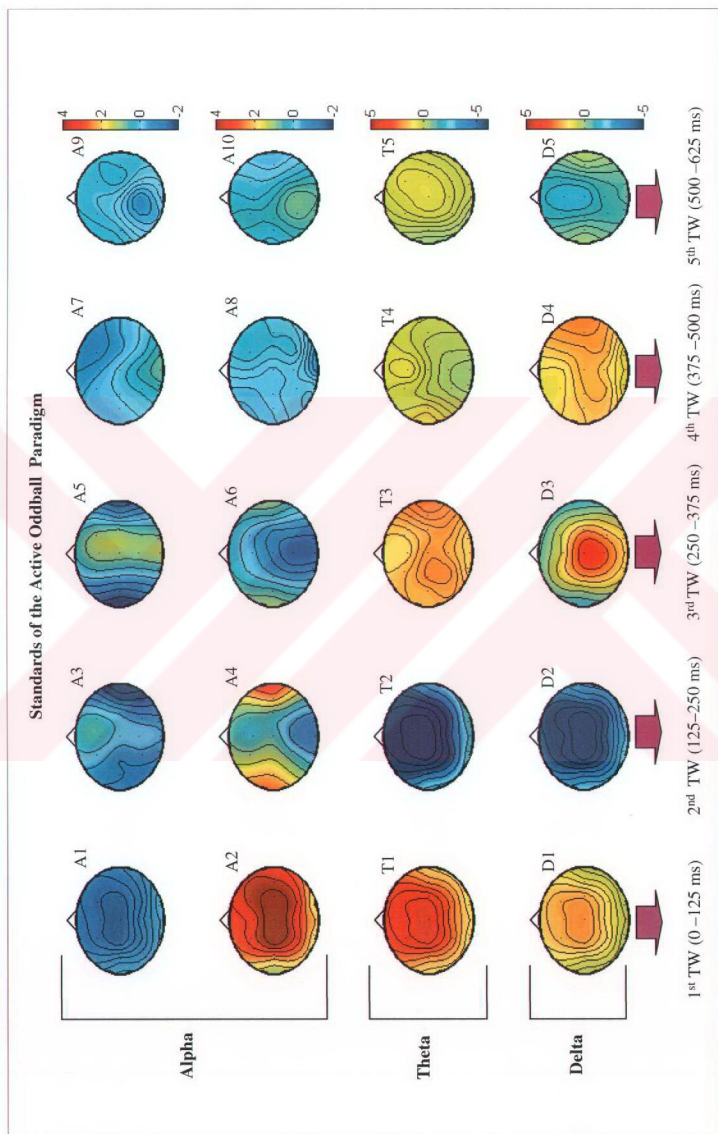 Standards of the Active Oddball Paradigm
Alpha
A1 A3 A5 A7 A9
4
2
0
-2
A2 A4 A6 A8 A10
4
2
0
-2
Theta
T1 T2 T3 T4 T5
5
0
-5
Delta
D1 D2 D3 D4 D5
5
0
-5
1st TW (0 –125 ms) 2nd TW (125–250 ms) 3rd TW (250 –375 ms) 4th TW (375 –500 ms) 5th TW (500 –625 ms)